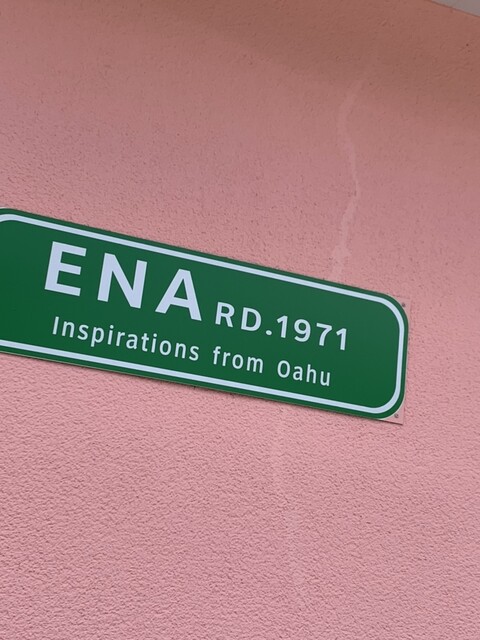 ENA RD.1971
Inspirations from Oahu